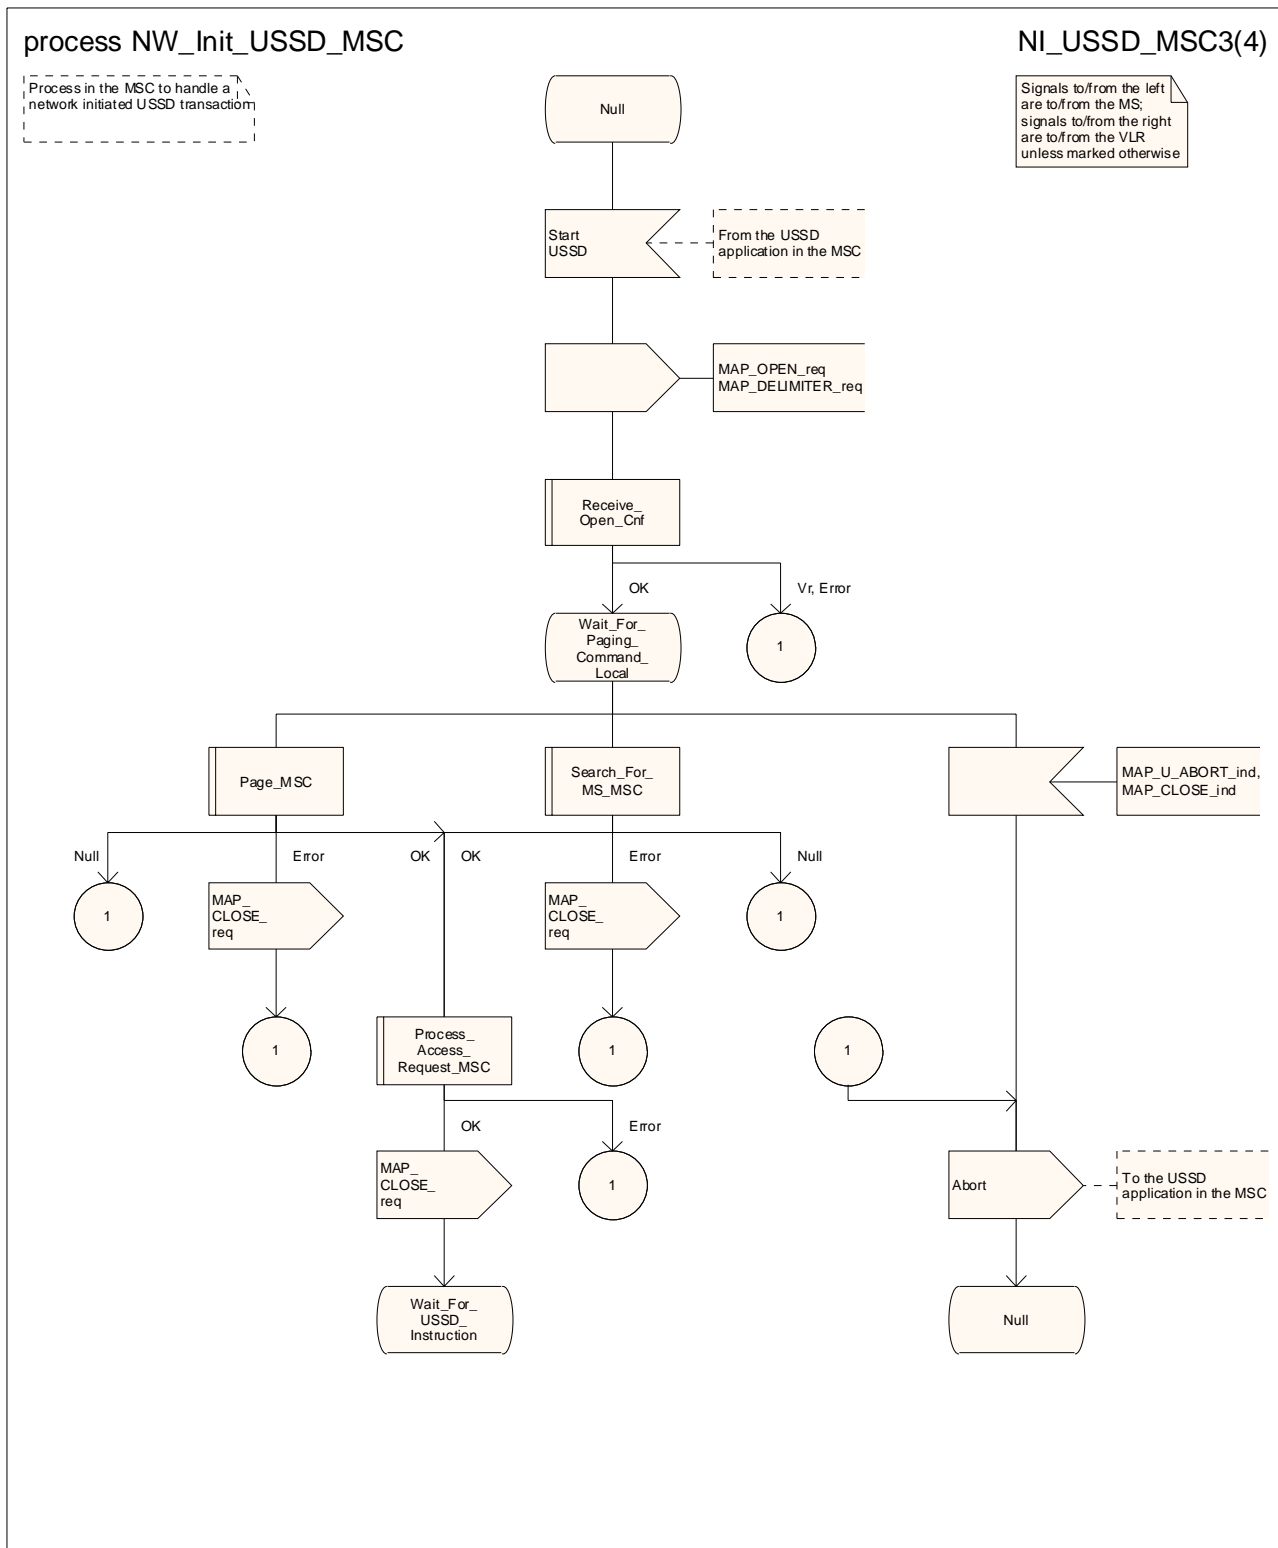 process NW_Init_USSD_MSC
NI_USSD_MSC3(4)
Process in the MSC to handle a
network initiated USSD transaction
Signals to/from the left
are to/from the MS;
signals to/from the right
are to/from the VLR
unless marked otherwise
Null
Start
USSD
From the USSD
application in the MSC
MAP_OPEN_req
MAP_DELIMITER_req
Receive_
Open_Cnf
OK
Vr, Error
Wait_For_
Paging_
Command_
Local
1
Page_MSC
Search_For_
MS_MSC
MAP_U_ABORT_ind,
MAP_CLOSE_ind
Null
Error
OK
OK
Error
Null
1
MAP_
CLOSE_
req
MAP_
CLOSE_
req
1
1
Process_
Access_
Request_MSC
1
1
OK
Error
MAP_
CLOSE_
req
1
Abort
To the USSD
application in the MSC
Wait_For_
USSD_
Instruction
Null